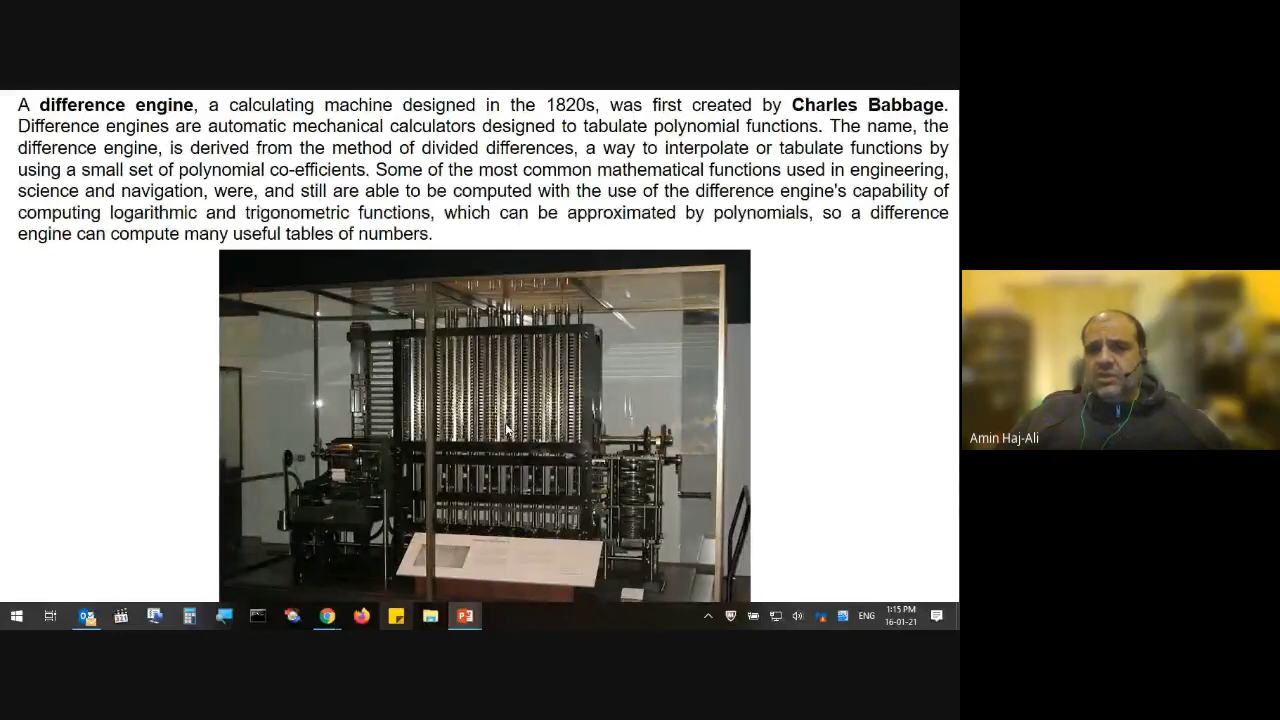 A difference engine, a calculating machine designed in the 1820s, was first created by Charles Babbage.
Difference engines are automatic mechanical calculators designed to tabulate polynomial functions. The name, the
difference engine, is derived from the method of divided differences, a way to interpolate or tabulate functions by
using a small set of polynomial co-efficients. Some of the most common mathematical functions used in engineering,
science and navigation, were, and still are able to be computed with the use of the difference engine's capability of
computing logarithmic and trigonometric functions, which can be approximated by polynomials, so a difference
engine can compute many useful tables of numbers.
Amin Haj-Ali
ENG
1:15 PM
16-01-21